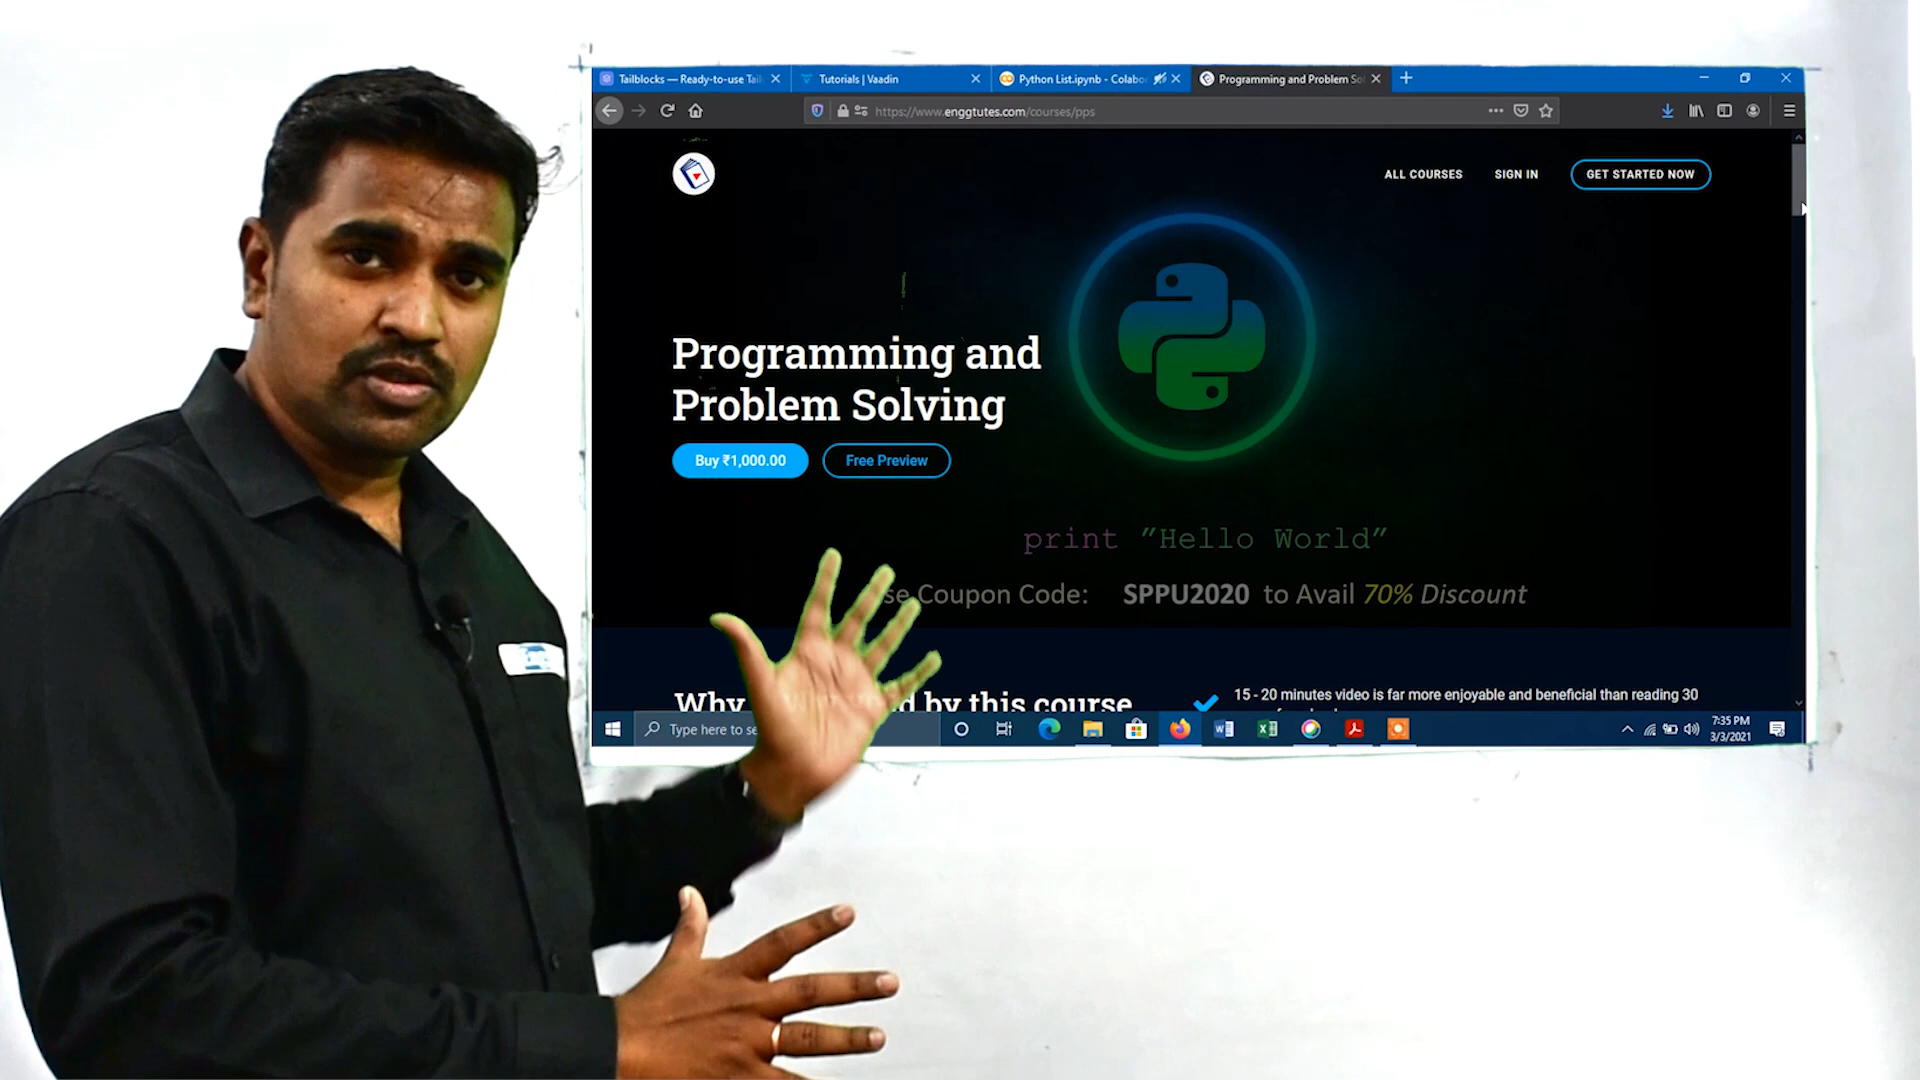 Tailblocks — Ready-to-use Tail
Tutorials | Vaadin
Python List.ipynb - Colabo
Programming and Problem So
https://www.enggtutes.com/courses/pps
ALL COURSES
SIGN IN
GET STARTED NOW
Programming and
Problem Solving
Buy ₹1,000.00
Free Preview
print ”Hello World”
se Coupon Code: SPPU2020 to Avail 70% Discount
Why
d by this course
15 - 20 minutes video is far more enjoyable and beneficial than reading 30
Type here to se
7:35 PM
3/3/2021